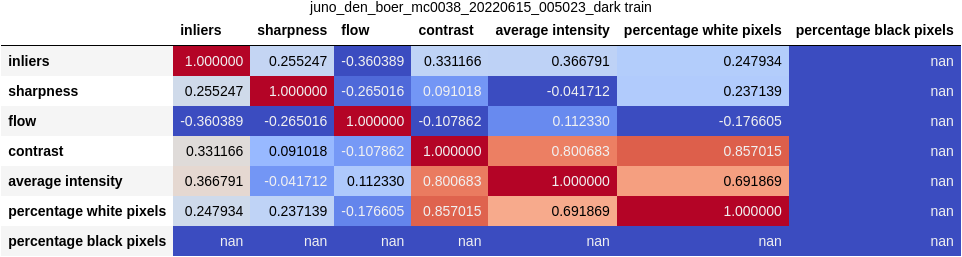 juno_den_boer_mc0038_20220615_005023_dark train
inliers sharpness flow contrast average intensity percentage white pixels percentage black pixels
inliers 1.000000 0.255247 -0.360389 0.331166 0.366791 0.247934 nan
sharpness 0.255247 1.000000 -0.265016 0.091018 -0.041712 0.237139 nan
flow -0.360389 -0.265016 1.000000 -0.107862 0.112330 -0.176605 nan
contrast 0.331166 0.091018 -0.107862 1.000000 0.800683 0.857015 nan
average intensity 0.366791 -0.041712 0.112330 0.800683 1.000000 0.691869 nan
percentage white pixels 0.247934 0.237139 -0.176605 0.857015 0.691869 1.000000 nan
percentage black pixels nan nan nan nan nan nan nan